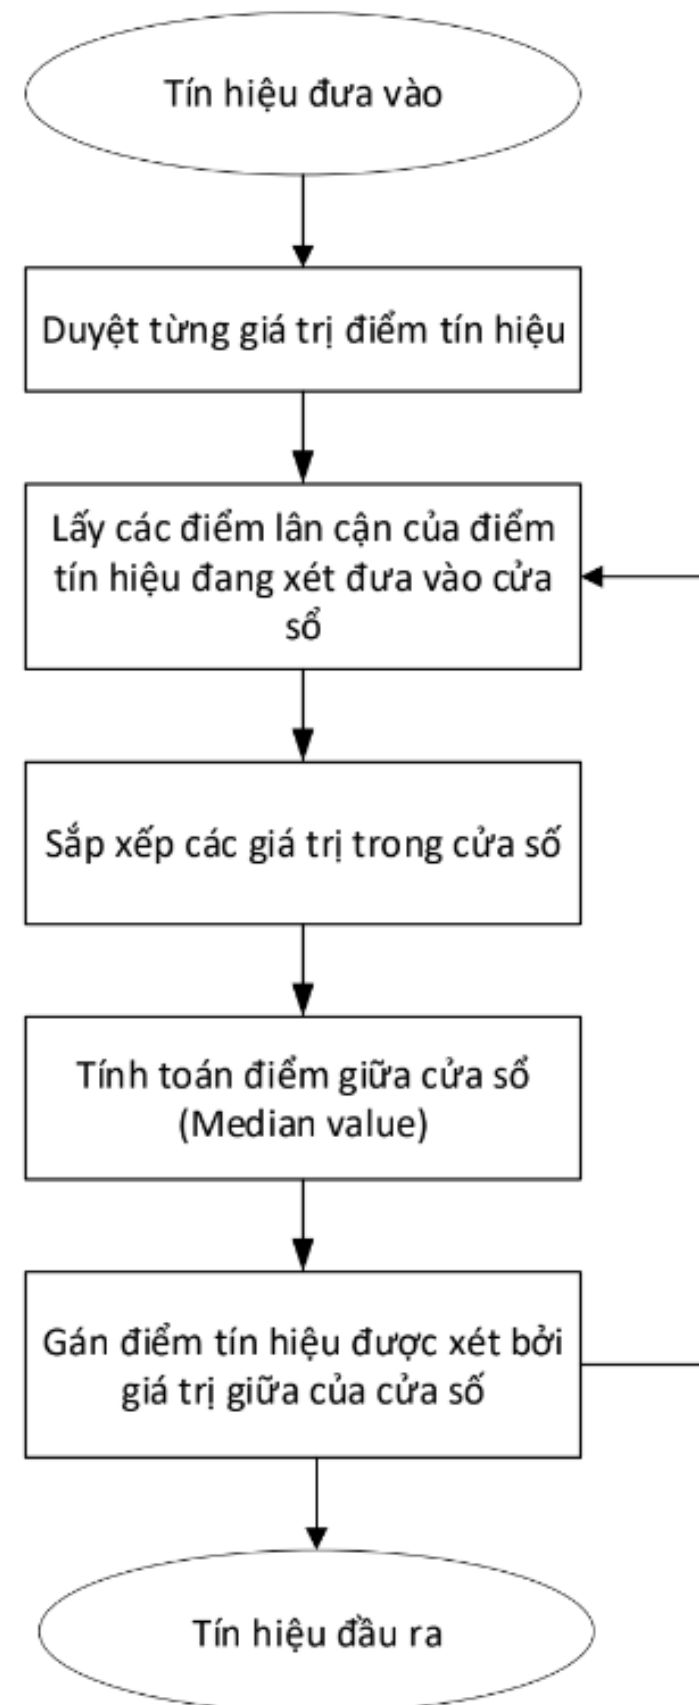 Tín hiệu đưa vào
Duyệt từng giá trị điểm tín hiệu
Lấy các điểm lân cận của điểm
tín hiệu đang xét đưa vào cửa
sổ
Sắp xếp các giá trị trong cửa số
Tính toán điểm giữa cửa sổ
(Median value)
Gán điểm tín hiệu được xét bởi
giá trị giữa của cửa số
Tín hiệu đầu ra